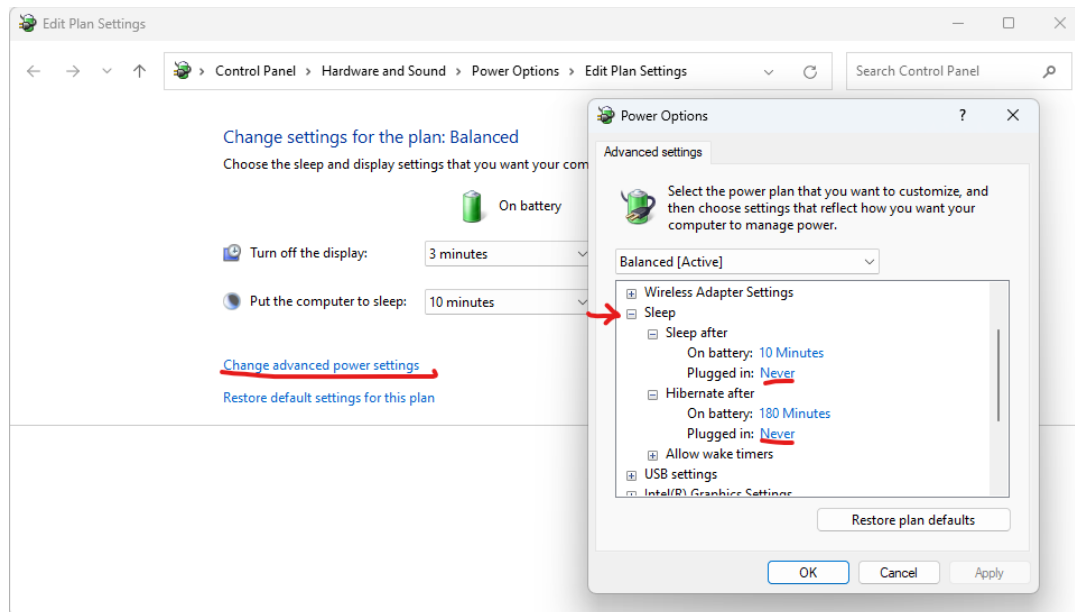 Edit Plan Settings
Control Panel > Hardware and Sound > Power Options > Edit Plan Settings
Search Control Panel
Change settings for the plan: Balanced
Choose the sleep and display settings that you want your com
On battery
Turn off the display:
3 minutes
Put the computer to sleep:
10 minutes
Change advanced power settings
Restore default settings for this plan
Power Options
?
Advanced settings
Select the power plan that you want to customize, and
then choose settings that reflect how you want your
computer to manage power.
Balanced [Active]
Wireless Adapter Settings
Sleep
Sleep after
On battery: 10 Minutes
Plugged in: Never
Hibernate after
On battery: 180 Minutes
Plugged in: Never
Allow wake timers
USB settings
Intel(R) Graphics Settings
Restore plan defaults
OK
Cancel
Apply